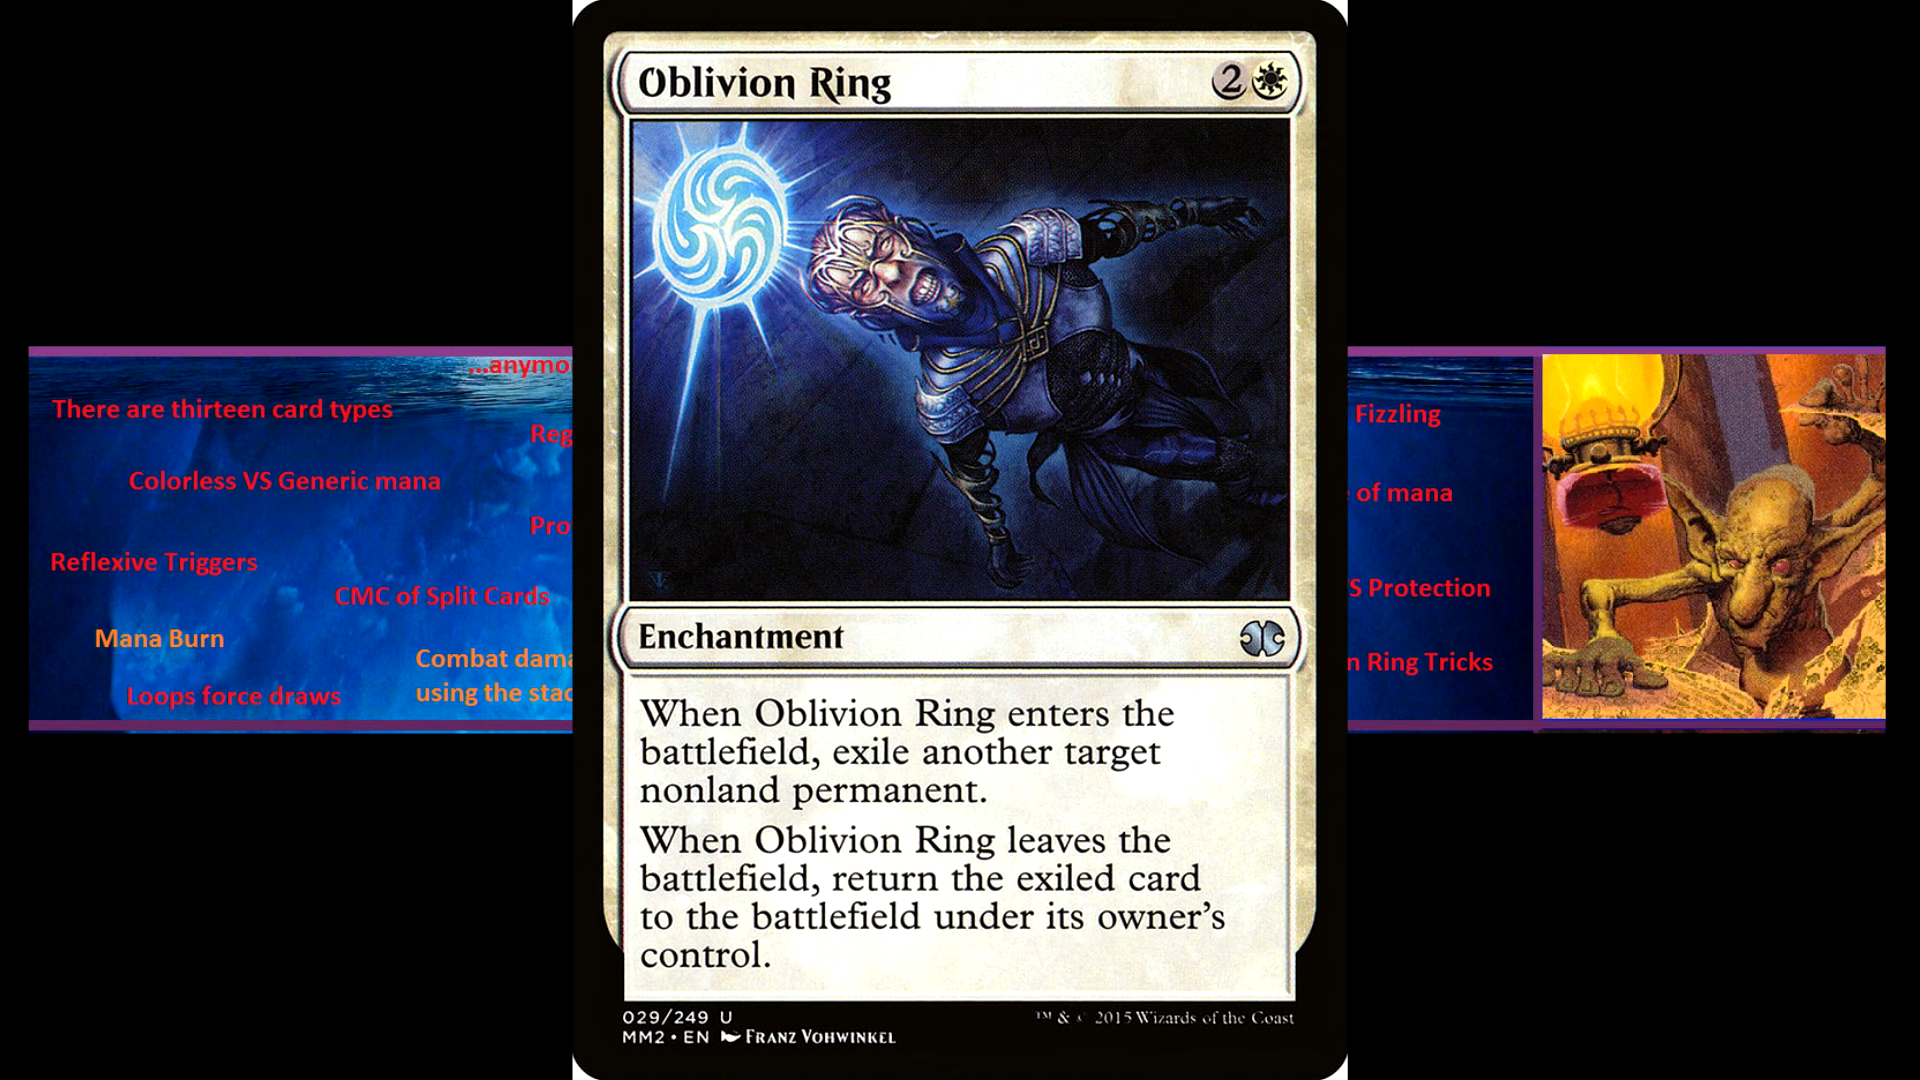 Oblivion Ring 2
Enchantment
When Oblivion Ring enters the
battlefield, exile another target
nonland permanent.
When Oblivion Ring leaves the
battlefield, return the exiled card
to the battlefield under its owner's
control.
029/249 U
MM2 • EN Franz Vohwinkel
™ & © 2015 Wizards of the Coast
...anymo
There are thirteen card types
Reg
Colorless VS Generic mana
Pro
Reflexive Triggers
CMC of Split Cards
Mana Burn
Combat dama
using the stac
Loops force draws
Fizzling
of mana
S Protection
n Ring Tricks